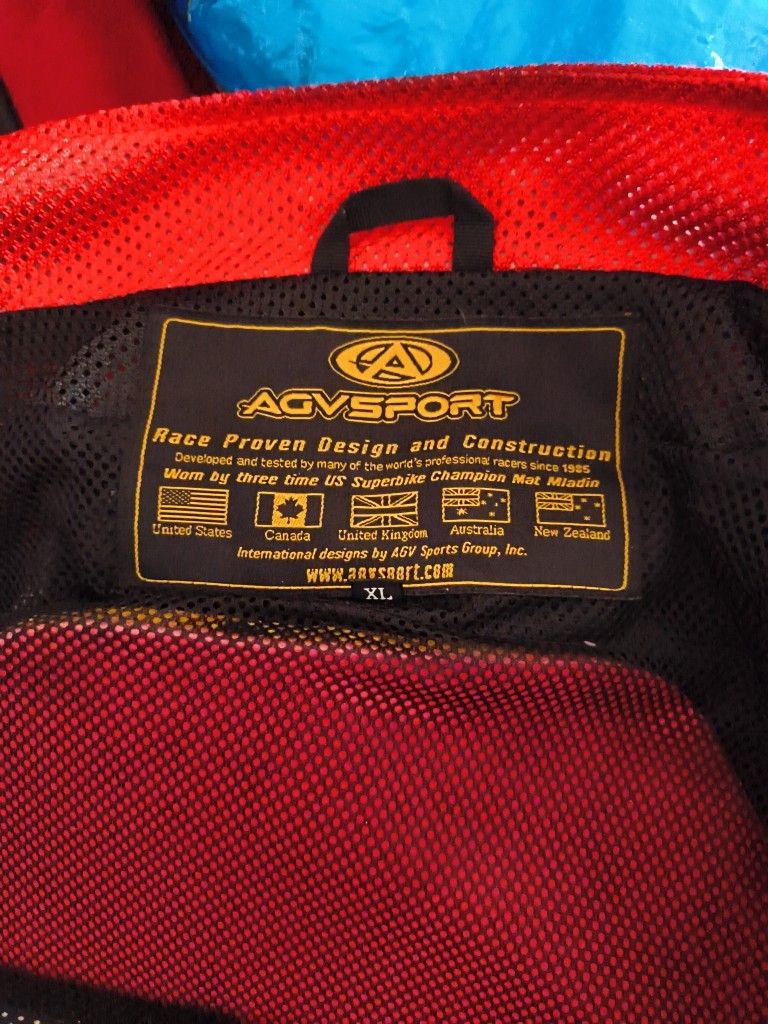 AGVSPORT
Race Proven Design and Construction
Developed and tested by many of the world's professional racers since 1985
Worn by three time US Superbike Champion Mat Mladin
United States Canada United Kingdom Australia New Zealand
International designs by AGV Sports Group, Inc.
www.agvsport.com
XL